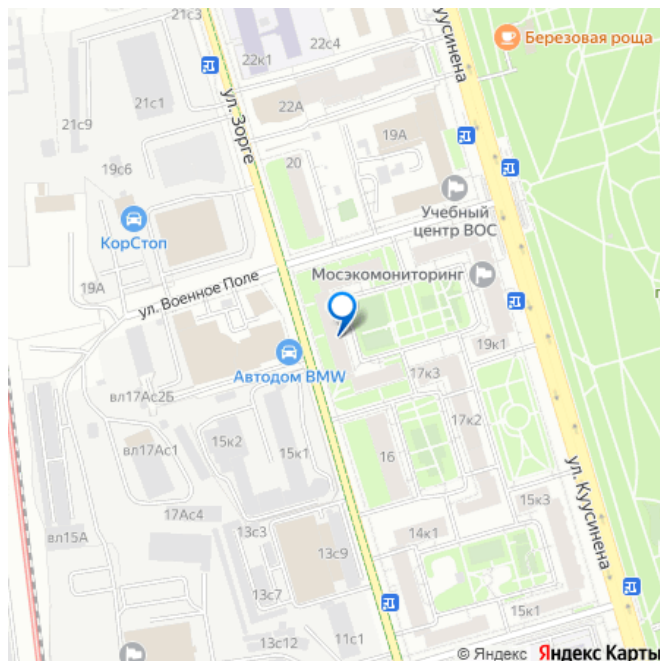 21с3
22с4
22к1
Березовая роща
ул. Куусинена
21с1
22А
ул. Зорге
21с9
19А
19с6
20
Учебный
центр ВОС
КорСтоп
Мосэкомониторинг
19А
ул. Военное Поле
19к1
Автодом BMW
17к3
вл17Ас2Б
17к2
15к2
вл17Ас1
15к1
16
ул. Куусинена
17Ас4
15к3
13с3
14к1
вл15А
13с9
13с7
15к1
13с12
11с1
© Яндекс Яндекс Карты